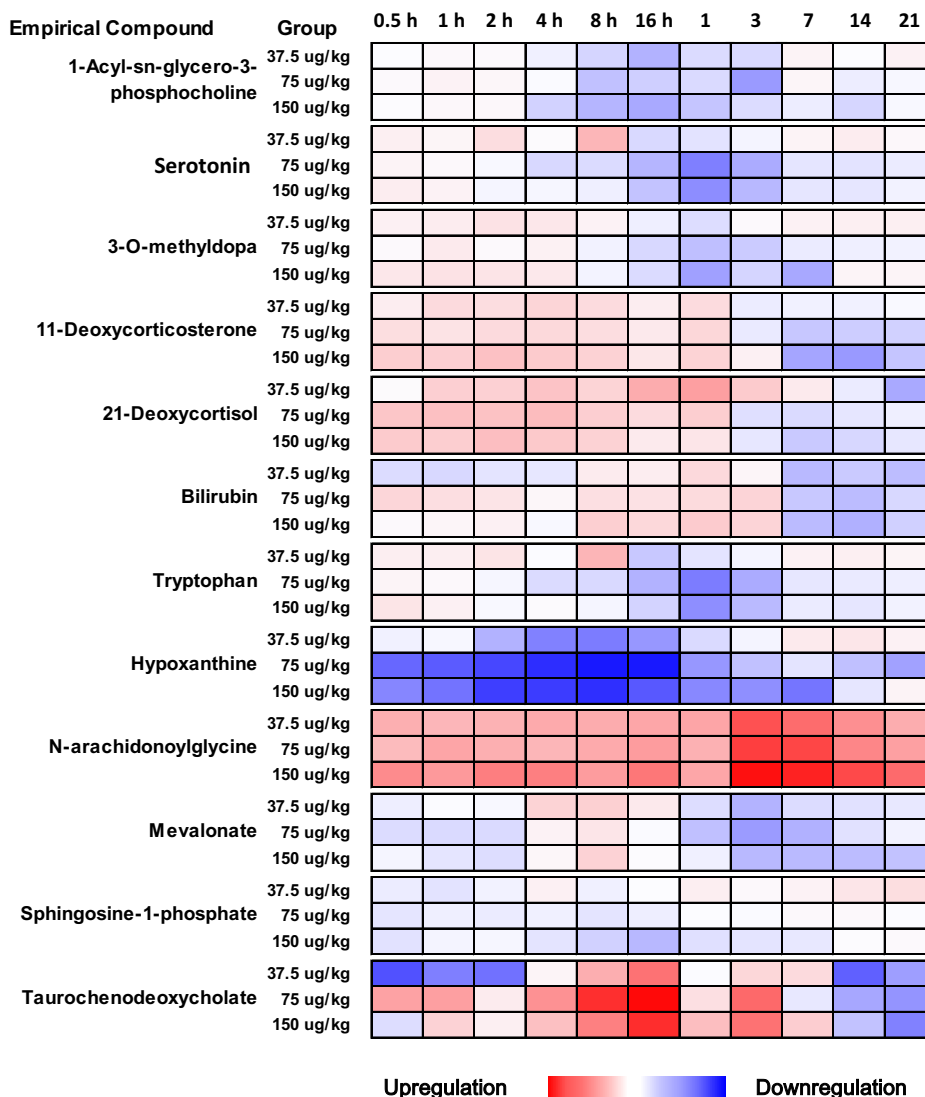 Empirical Compound Group 0.5 h 1 h 2 h 4 h 8 h 16 h 1 3 7 14 21
1-Acyl-sn-glycero-3-phosphocholine
37.5 ug/kg
75 ug/kg
150 ug/kg
Serotonin
37.5 ug/kg
75 ug/kg
150 ug/kg
3-O-methyldopa
37.5 ug/kg
75 ug/kg
150 ug/kg
11-Deoxycorticosterone
37.5 ug/kg
75 ug/kg
150 ug/kg
21-Deoxycortisol
37.5 ug/kg
75 ug/kg
150 ug/kg
Bilirubin
37.5 ug/kg
75 ug/kg
150 ug/kg
Tryptophan
37.5 ug/kg
75 ug/kg
150 ug/kg
Hypoxanthine
37.5 ug/kg
75 ug/kg
150 ug/kg
N-arachidonoylglycine
37.5 ug/kg
75 ug/kg
150 ug/kg
Mevalonate
37.5 ug/kg
75 ug/kg
150 ug/kg
Sphingosine-1-phosphate
37.5 ug/kg
75 ug/kg
150 ug/kg
Taurochenodeoxycholate
37.5 ug/kg
75 ug/kg
150 ug/kg
Upregulation Downregulation